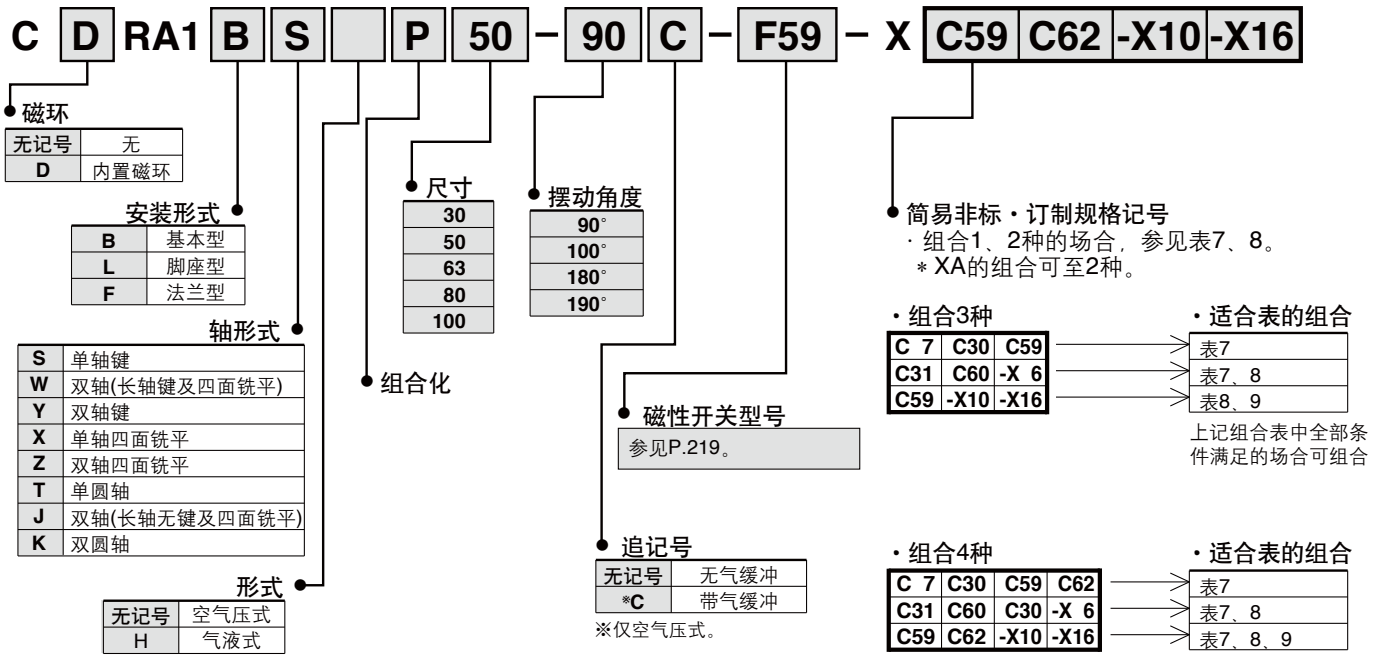 C D RA1 B S P 50 – 90 C – F59 – X C59 C62 -X10 -X16
磁环
无记号 无
D 内置磁环
安装形式
B 基本型
L 脚座型
F 法兰型
轴形式
S 单轴键
W 双轴(长轴键及四面铣平)
Y 双轴键
X 单轴四面铣平
Z 双轴四面铣平
T 单圆轴
J 双轴(长轴无键及四面铣平)
K 双圆轴
形式
无记号 空气压式
H 气液式
组合化
尺寸
30
50
63
80
100
摆动角度
90°
100°
180°
190°
追记号
无记号 无气缓冲
※C 带气缓冲
※仅空气压式。
磁性开关型号
参见P.219。
简易非标・订制规格记号
· 组合1、2种的场合，参见表7、8。
* XA的组合可至2种。
・组合3种 ・适合表的组合
C 7 C30 C59 表7
C31 C60 -X 6 表7、8
C59 -X10 -X16 表8、9
上记组合表中全部条
件满足的场合可组合
・组合4种 ・适合表的组合
C 7 C30 C59 C62 表7
C31 C60 C30 -X 6 表7、8
C59 C62 -X10 -X16 表7、8、9